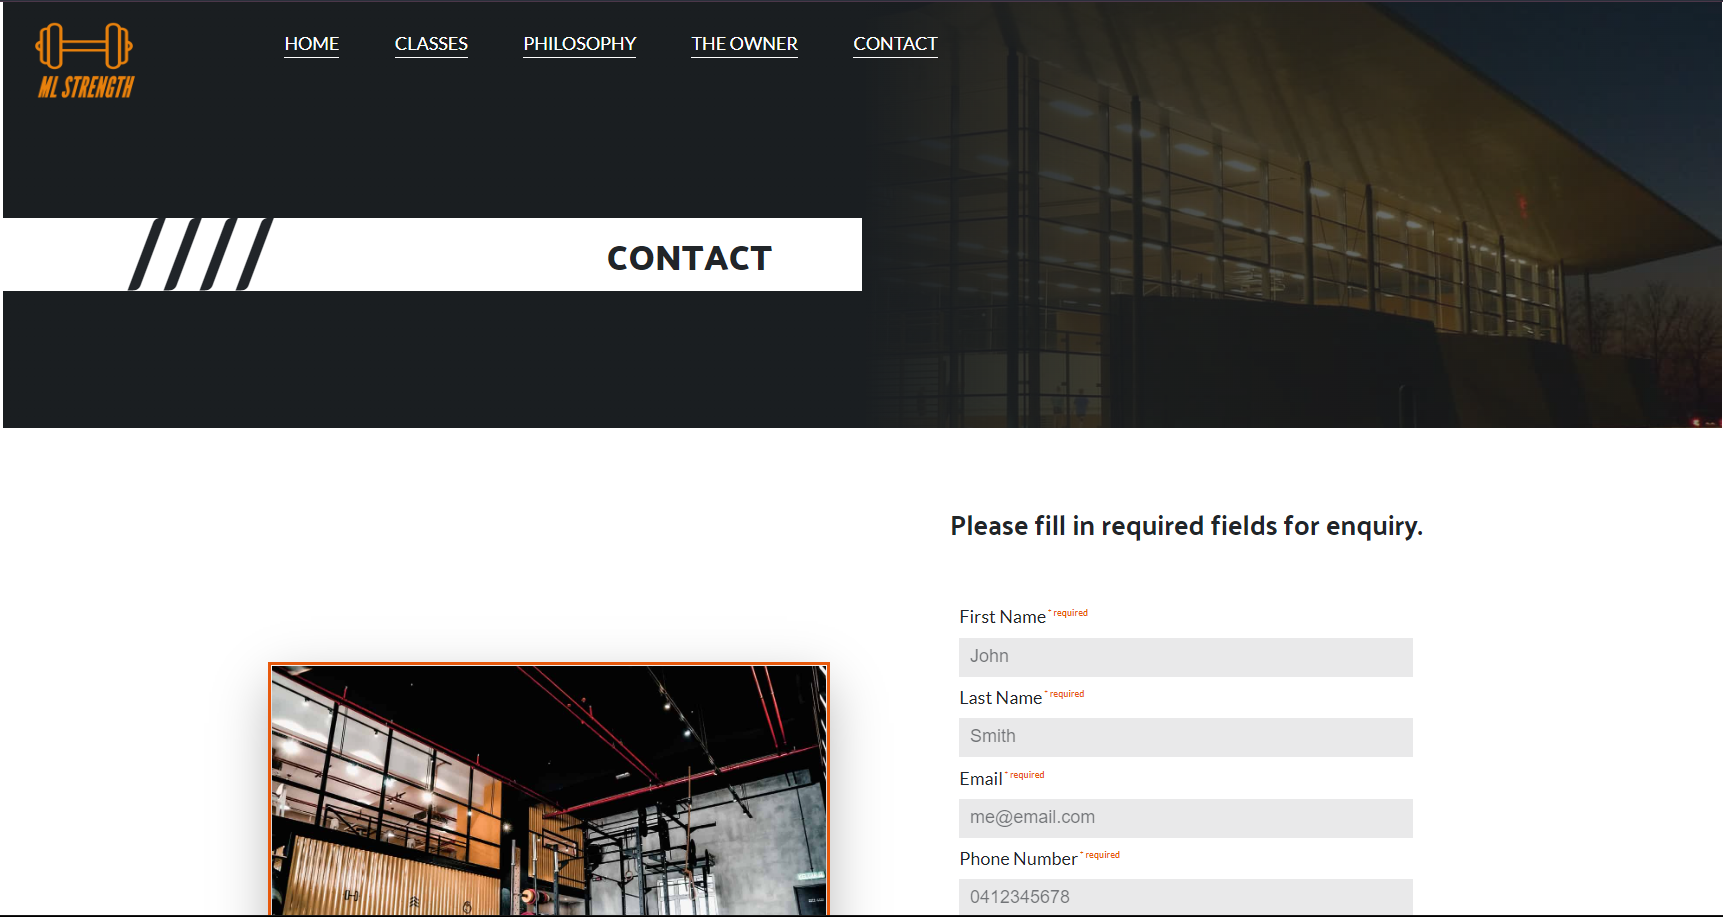 ML STRENGTH
HOME CLASSES PHILOSOPHY THE OWNER CONTACT
CONTACT
Please fill in required fields for enquiry.
First Name * required
John
Last Name * required
Smith
Email * required
me@email.com
Phone Number * required
0412345678